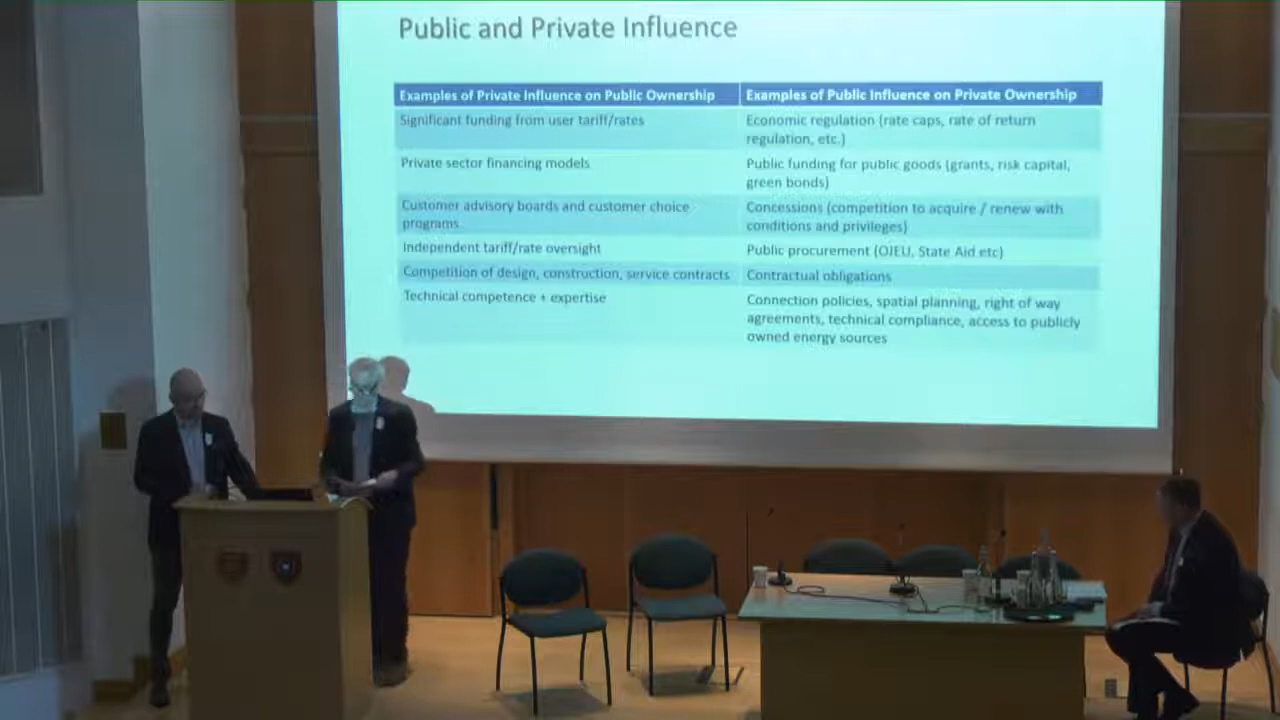 Public and Private Influence
Examples of Private Influence on Public Ownership
Examples of Public Influence on Private Ownership
Significant funding from user tariff/rates
Economic regulation (rate caps, rate of return
regulation, etc.)
Private sector financing models
Public funding for public goods (grants, risk capital,
green bonds)
Customer advisory boards and customer choice
programs
Concessions (competition to acquire / renew with
conditions and privileges)
Independent tariff/rate oversight
Public procurement (OJEU, State Aid etc)
Competition of design, construction, service contracts
Contractual obligations
Technical competence + expertise
Connection policies, spatial planning, right of way
agreements, technical compliance, access to publicly
owned energy sources